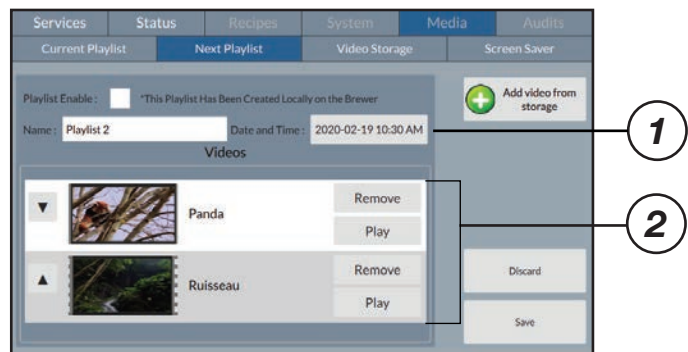 Services Status Recipes System Media Audits
Current Playlist Next Playlist Video Storage Screen Saver
Playlist Enable : *This Playlist Has Been Created Locally on the Brewer
Add video from
storage
Name : Playlist 2 Date and Time : 2020-02-19 10:30 AM
1
Videos
▼ Panda Remove
Play
2
▲ Ruisseau Remove
Play
Discard
Save